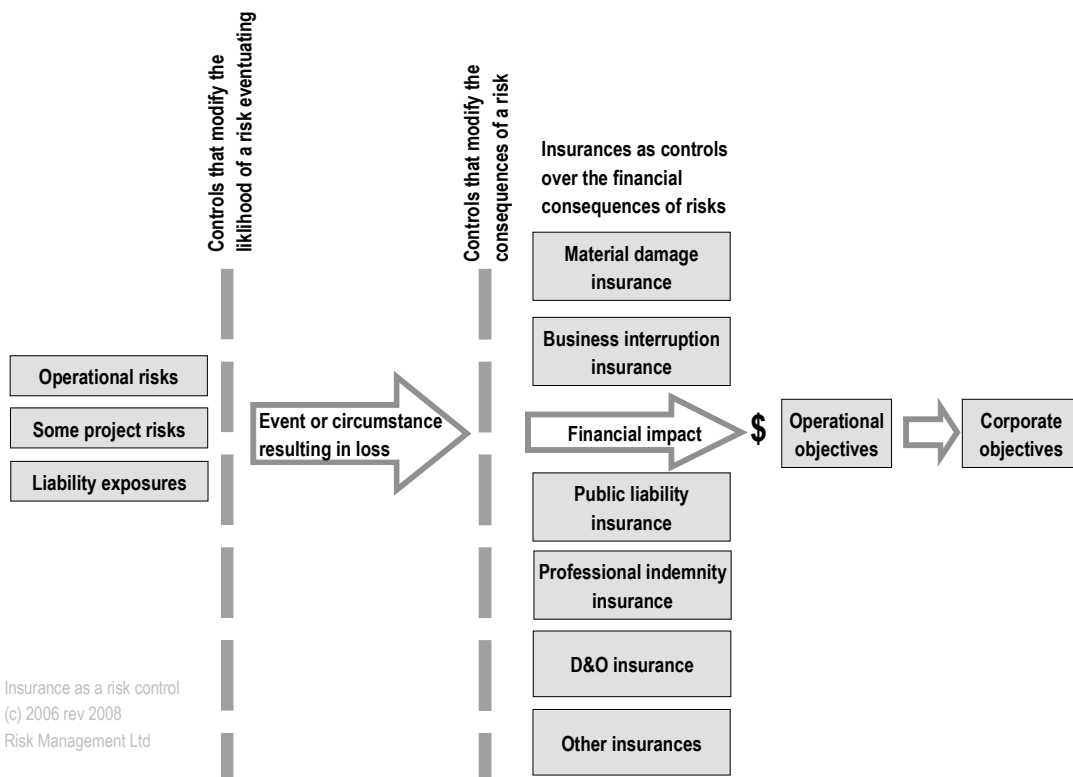 Controls that modify the
liklihood of a risk eventuating
Controls that modify the
consequences of a risk
Insurances as controls
over the financial
consequences of risks
Material damage
insurance
Business interruption
insurance
Operational risks
Some project risks
Liability exposures
Event or circumstance
resulting in loss
Financial impact
$
Operational
objectives
Corporate
objectives
Public liability
insurance
Professional indemnity
insurance
D&O insurance
Other insurances
Insurance as a risk control
(c) 2006 rev 2008
Risk Management Ltd